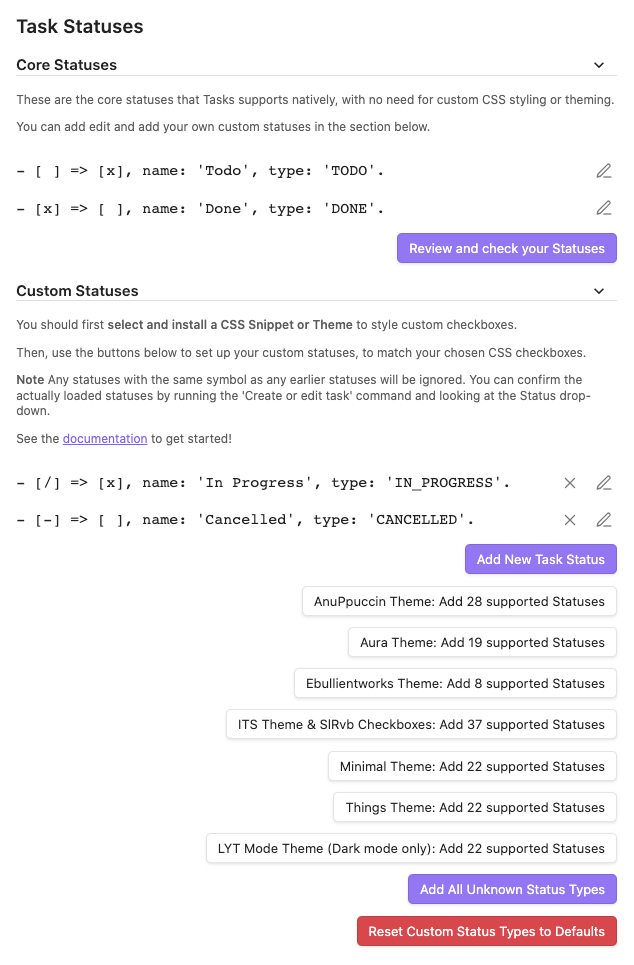 Task Statuses
Core Statuses
These are the core statuses that Tasks supports natively, with no need for custom CSS styling or theming.
You can add edit and add your own custom statuses in the section below.
- [ ] => [x], name: 'Todo', type: 'TODO'.
- [x] => [ ], name: 'Done', type: 'DONE'.
Review and check your Statuses
Custom Statuses
You should first select and install a CSS Snippet or Theme to style custom checkboxes.
Then, use the buttons below to set up your custom statuses, to match your chosen CSS checkboxes.
Note Any statuses with the same symbol as any earlier statuses will be ignored. You can confirm the
actually loaded statuses by running the 'Create or edit task' command and looking at the Status drop-
down.
See the documentation to get started!
- [/] => [x], name: 'In Progress', type: 'IN_PROGRESS'.
- [-] => [ ], name: 'Cancelled', type: 'CANCELLED'.
Add New Task Status
AnuPpuccin Theme: Add 28 supported Statuses
Aura Theme: Add 19 supported Statuses
Ebullientworks Theme: Add 8 supported Statuses
ITS Theme & SlRvb Checkboxes: Add 37 supported Statuses
Minimal Theme: Add 22 supported Statuses
Things Theme: Add 22 supported Statuses
LYT Mode Theme (Dark mode only): Add 22 supported Statuses
Add All Unknown Status Types
Reset Custom Status Types to Defaults